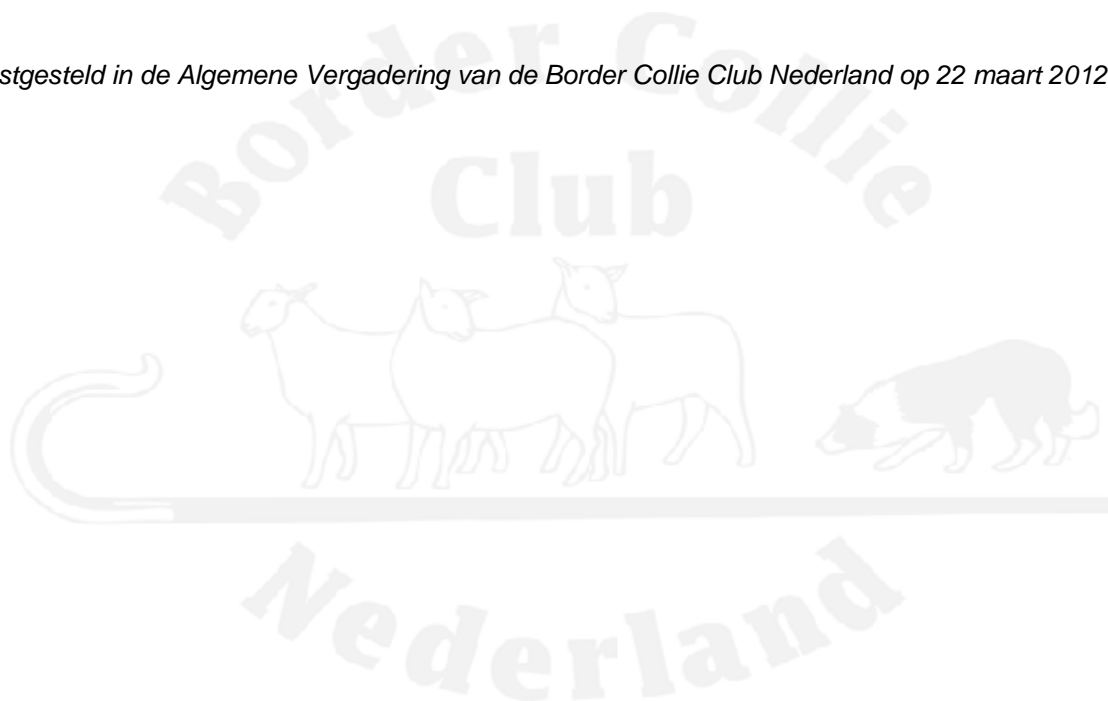 stgesteld in de Algemene Vergadering van de Border Collie Club Nederland op 22 maart 2012
Border Collie
Club
Nederland